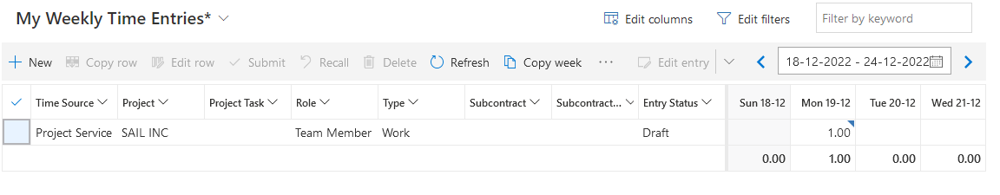 My Weekly Time Entries*
Edit columns Edit filters Filter by keyword
New Copy row Edit row Submit Recall Delete Refresh Copy week ... Edit entry 18-12-2022 - 24-12-2022
Time Source Project Project Task Role Type Subcontract Subcontract... Entry Status Sun 18-12 Mon 19-12 Tue 20-12 Wed 21-12
Project Service SAIL INC Team Member Work Draft 1.00
0.00 1.00 0.00 0.00